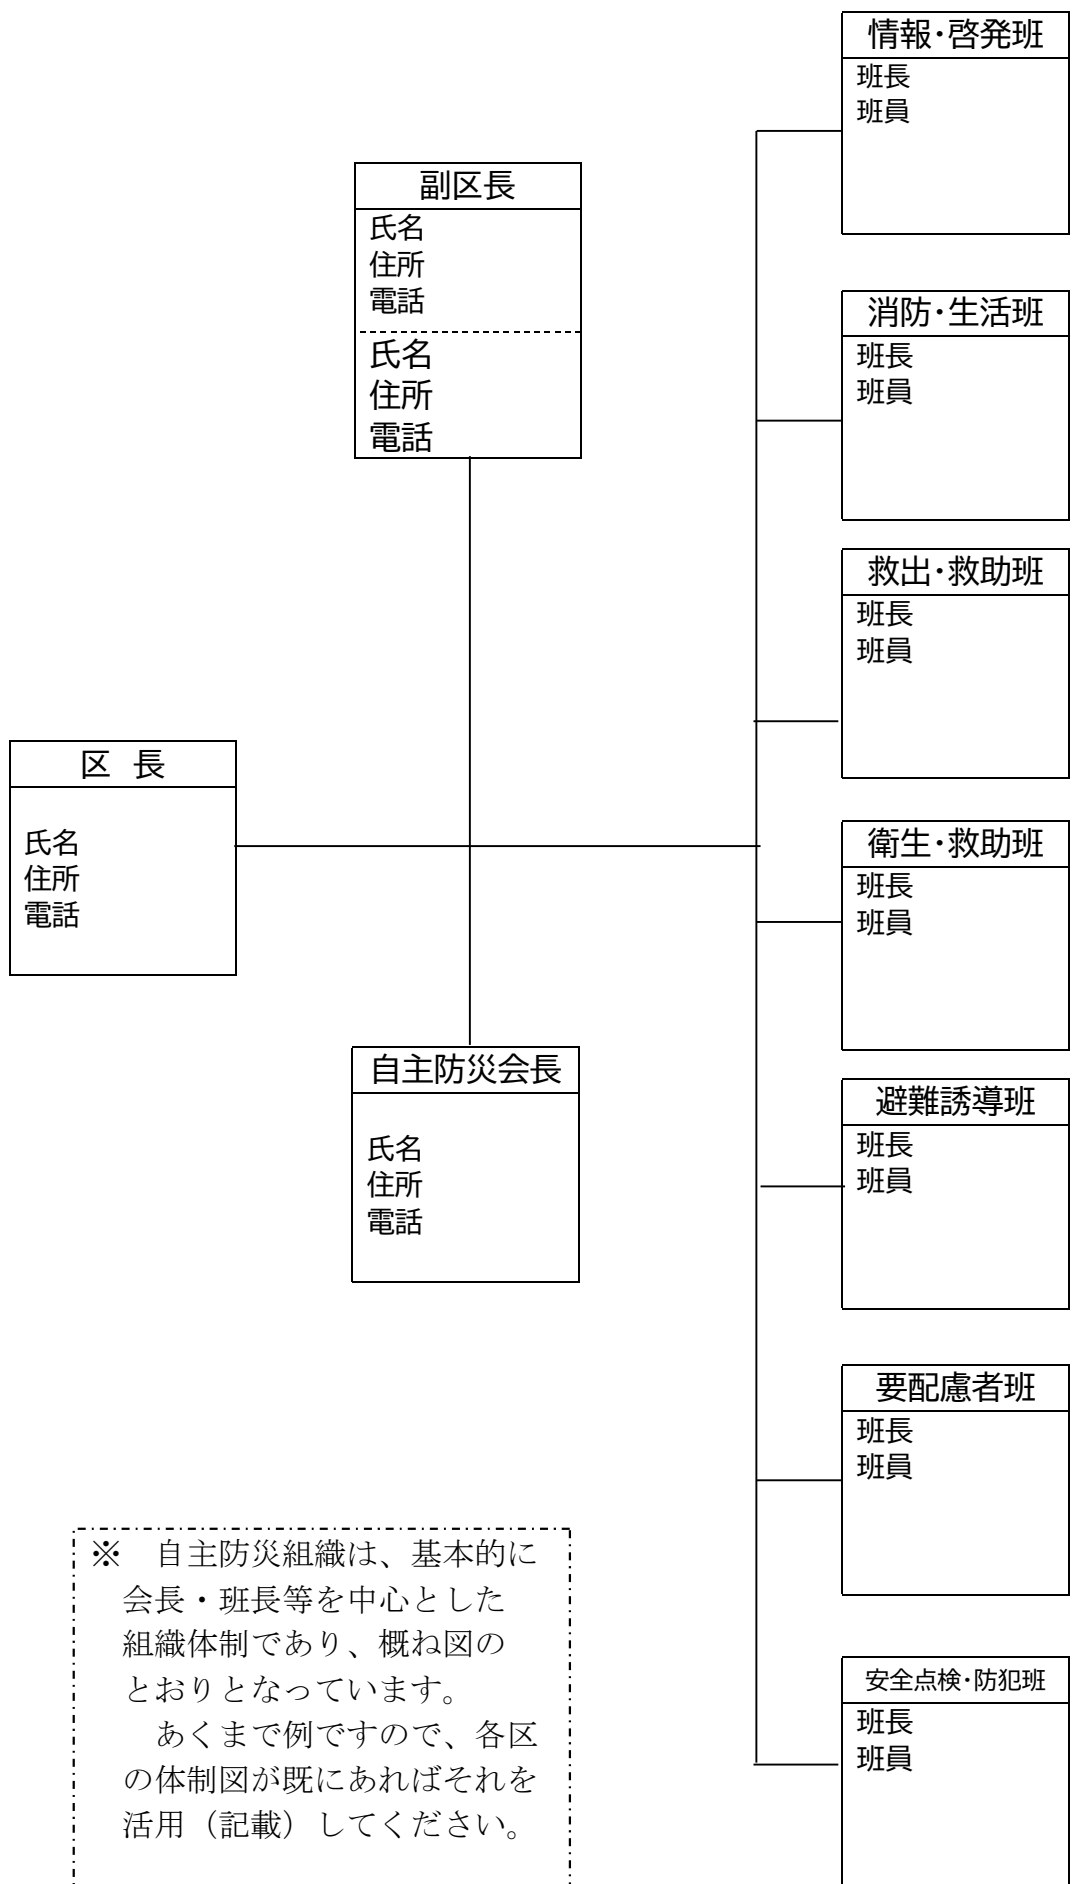 情報・啓発班
班長
班員
副区長
氏名
住所
電話
氏名
住所
電話
消防・生活班
班長
班員
救出・救助班
班長
班員
区 長
氏名
住所
電話
衛生・救助班
班長
班員
自主防災会長
氏名
住所
電話
避難誘導班
班長
班員
要配慮者班
班長
班員
※ 自主防災組織は、基本的に
会長・班長等を中心とした
組織体制であり、概ね図の
とおりとなっています。
あくまで例ですので、各区
の体制図が既にあればそれを
活用（記載）してください。
安全点検・防犯班
班長
班員